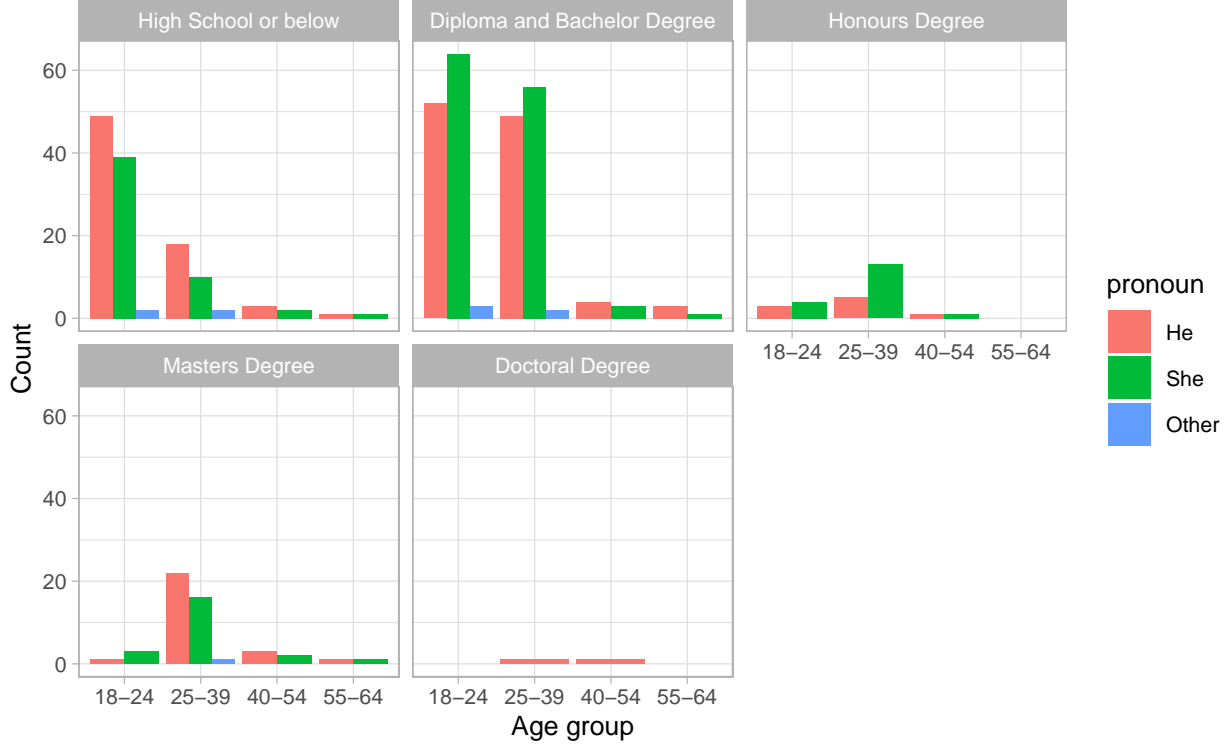 High School or below
Diploma and Bachelor Degree
Honours Degree
60
40
20
0
18–24 25–39 40–54 55–64
Masters Degree
Doctoral Degree
60
40
20
0
18–24 25–39 40–54 55–64
18–24 25–39 40–54 55–64
Count
Age group
pronoun
He
She
Other